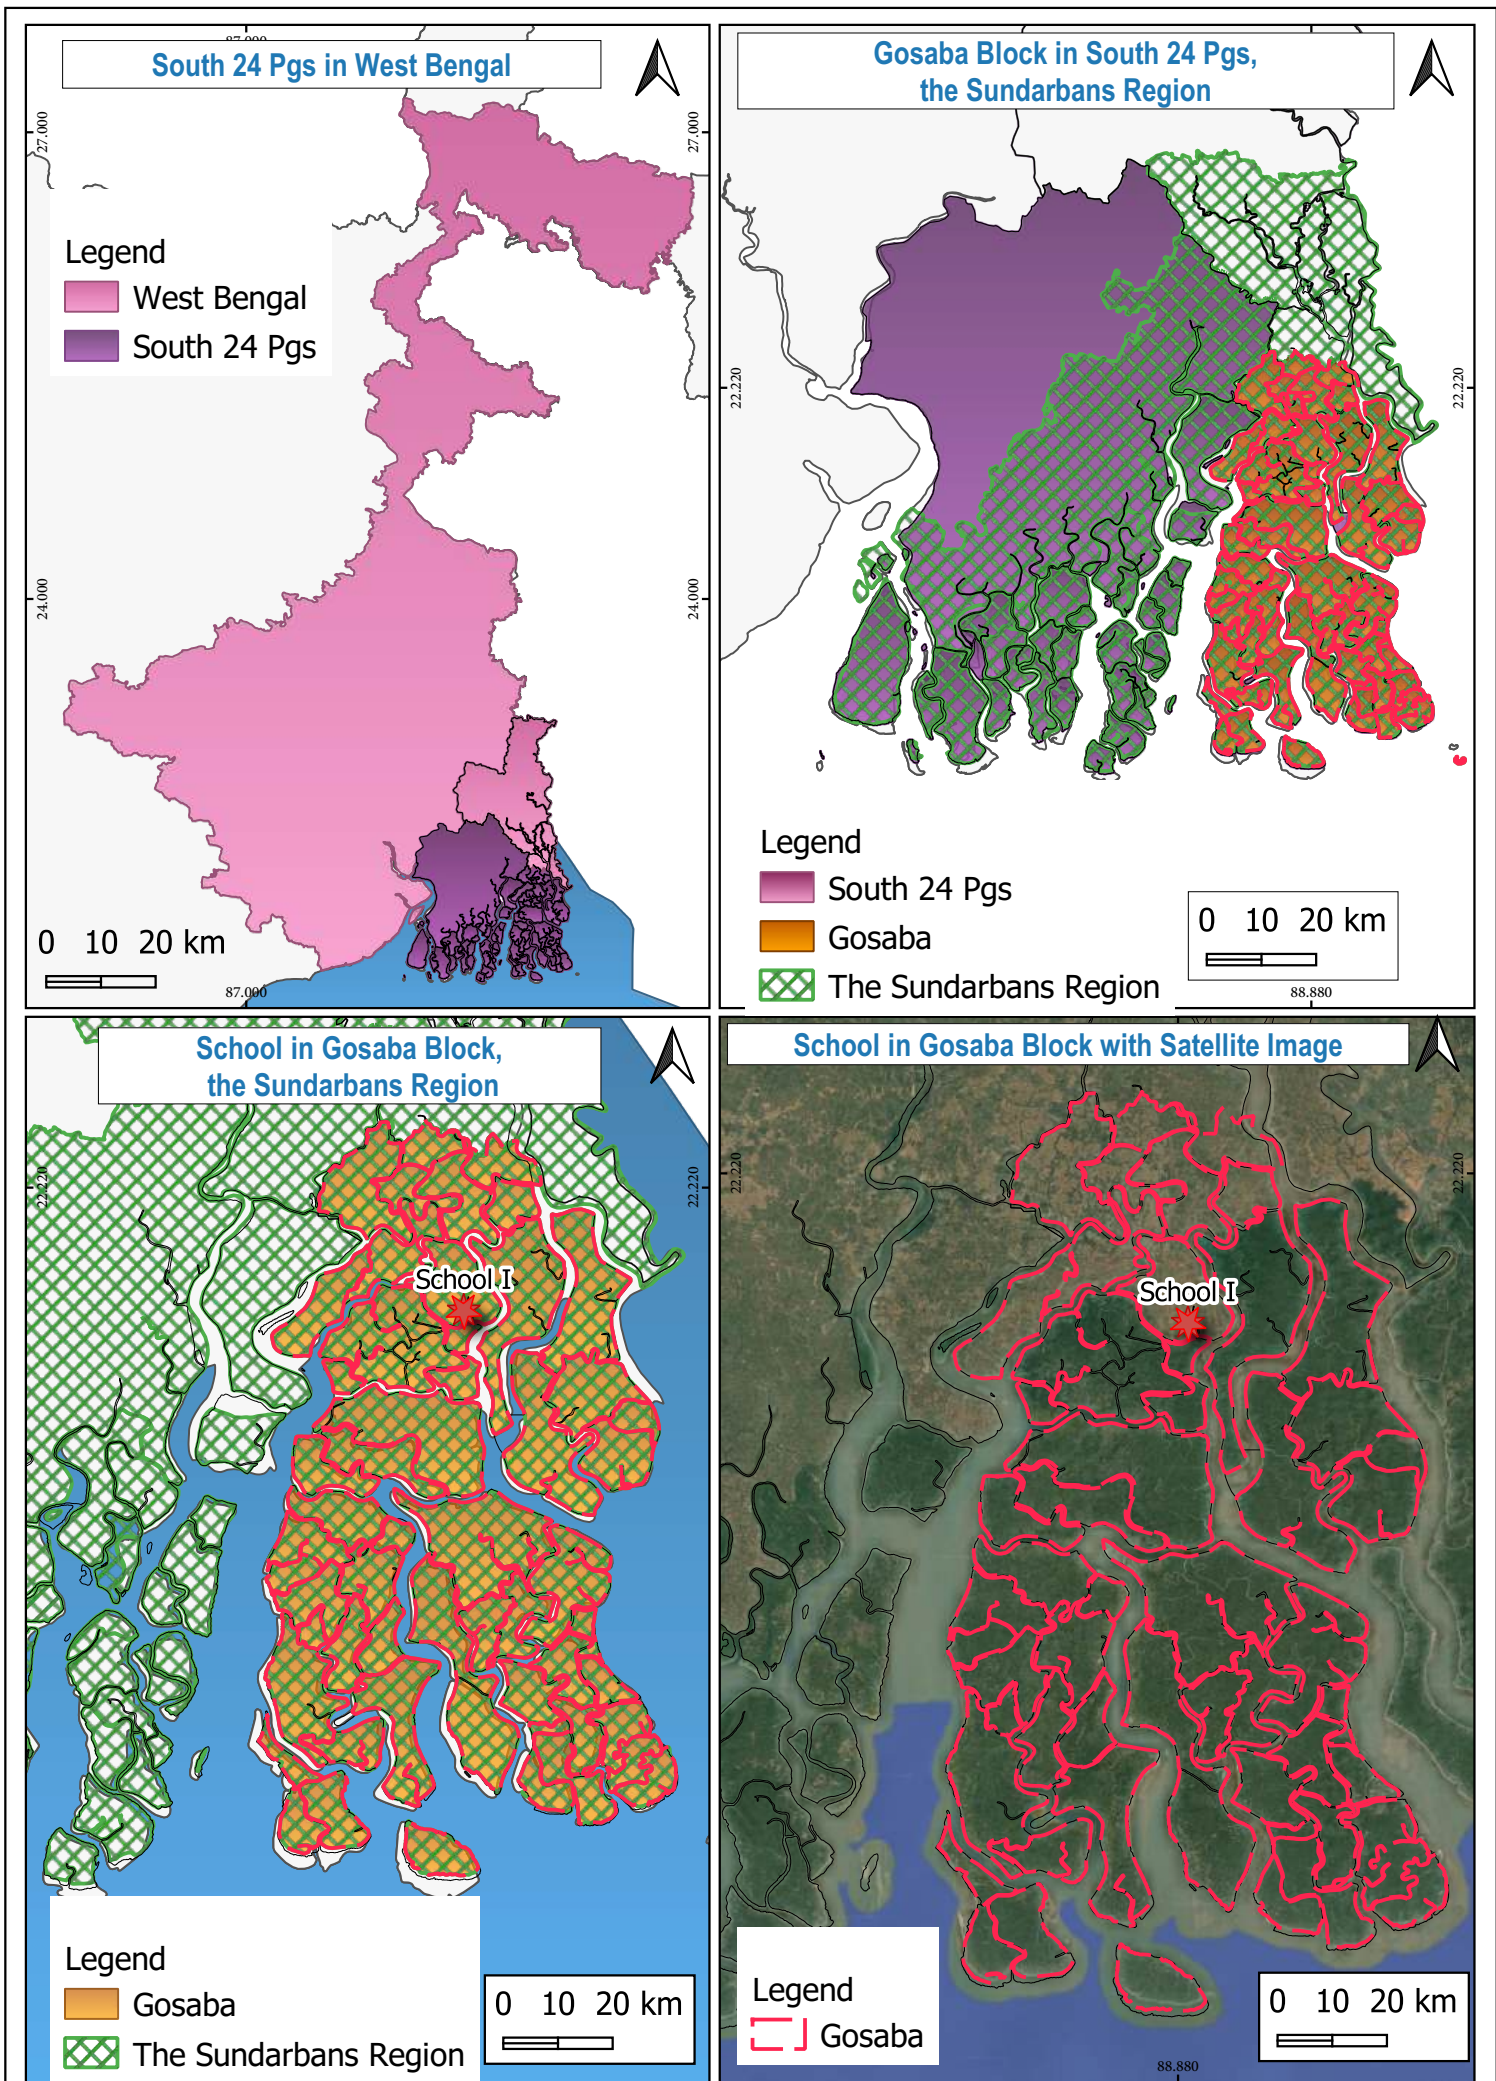 87.000
South 24 Pgs in West Bengal
27.000
27.000
Legend
West Bengal
South 24 Pgs
24.000
24.000
0 10 20 km
87.000
Gosaba Block in South 24 Pgs,
the Sundarbans Region
22.220
22.220
Legend
South 24 Pgs
Gosaba
The Sundarbans Region
0 10 20 km
88.880
School in Gosaba Block,
the Sundarbans Region
22.220
22.220
School I
Legend
Gosaba
The Sundarbans Region
0 10 20 km
School in Gosaba Block with Satellite Image
22.220
22.220
School I
Legend
Gosaba
0 10 20 km
88.880